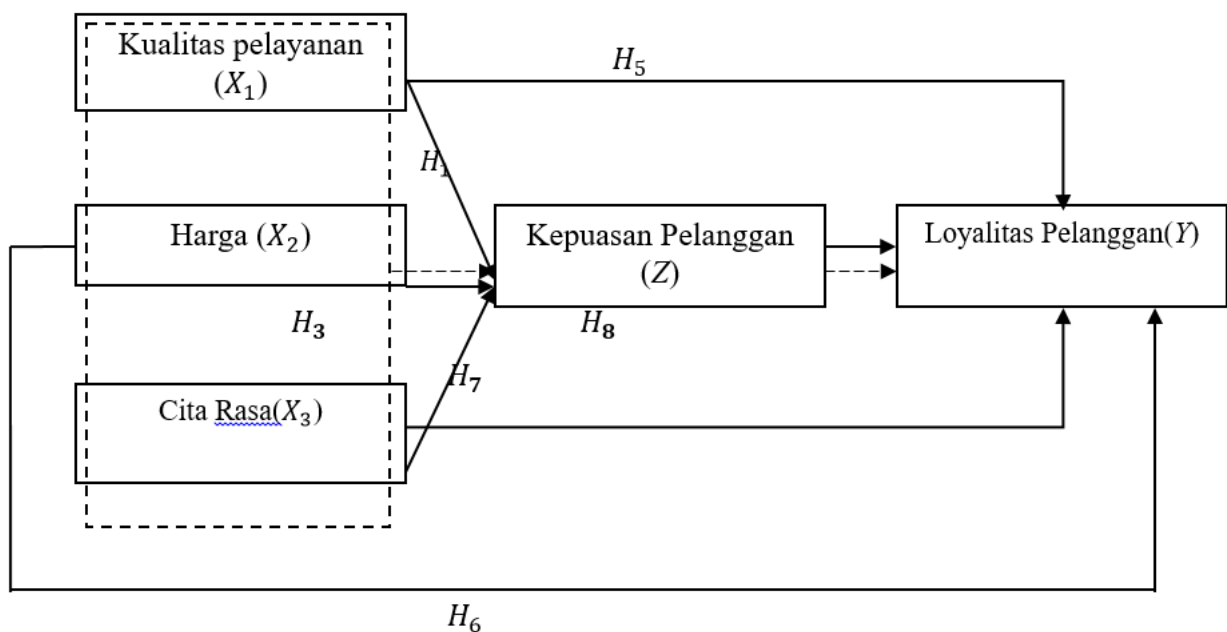 Kualitas pelayanan
(X₁)
H₅
H₁
Harga (X₂)
Kepuasan Pelanggan
(Z)
Loyalitas Pelanggan(Y)
H₃
H₈
H₇
Cita Rasa(X₃)
H₆